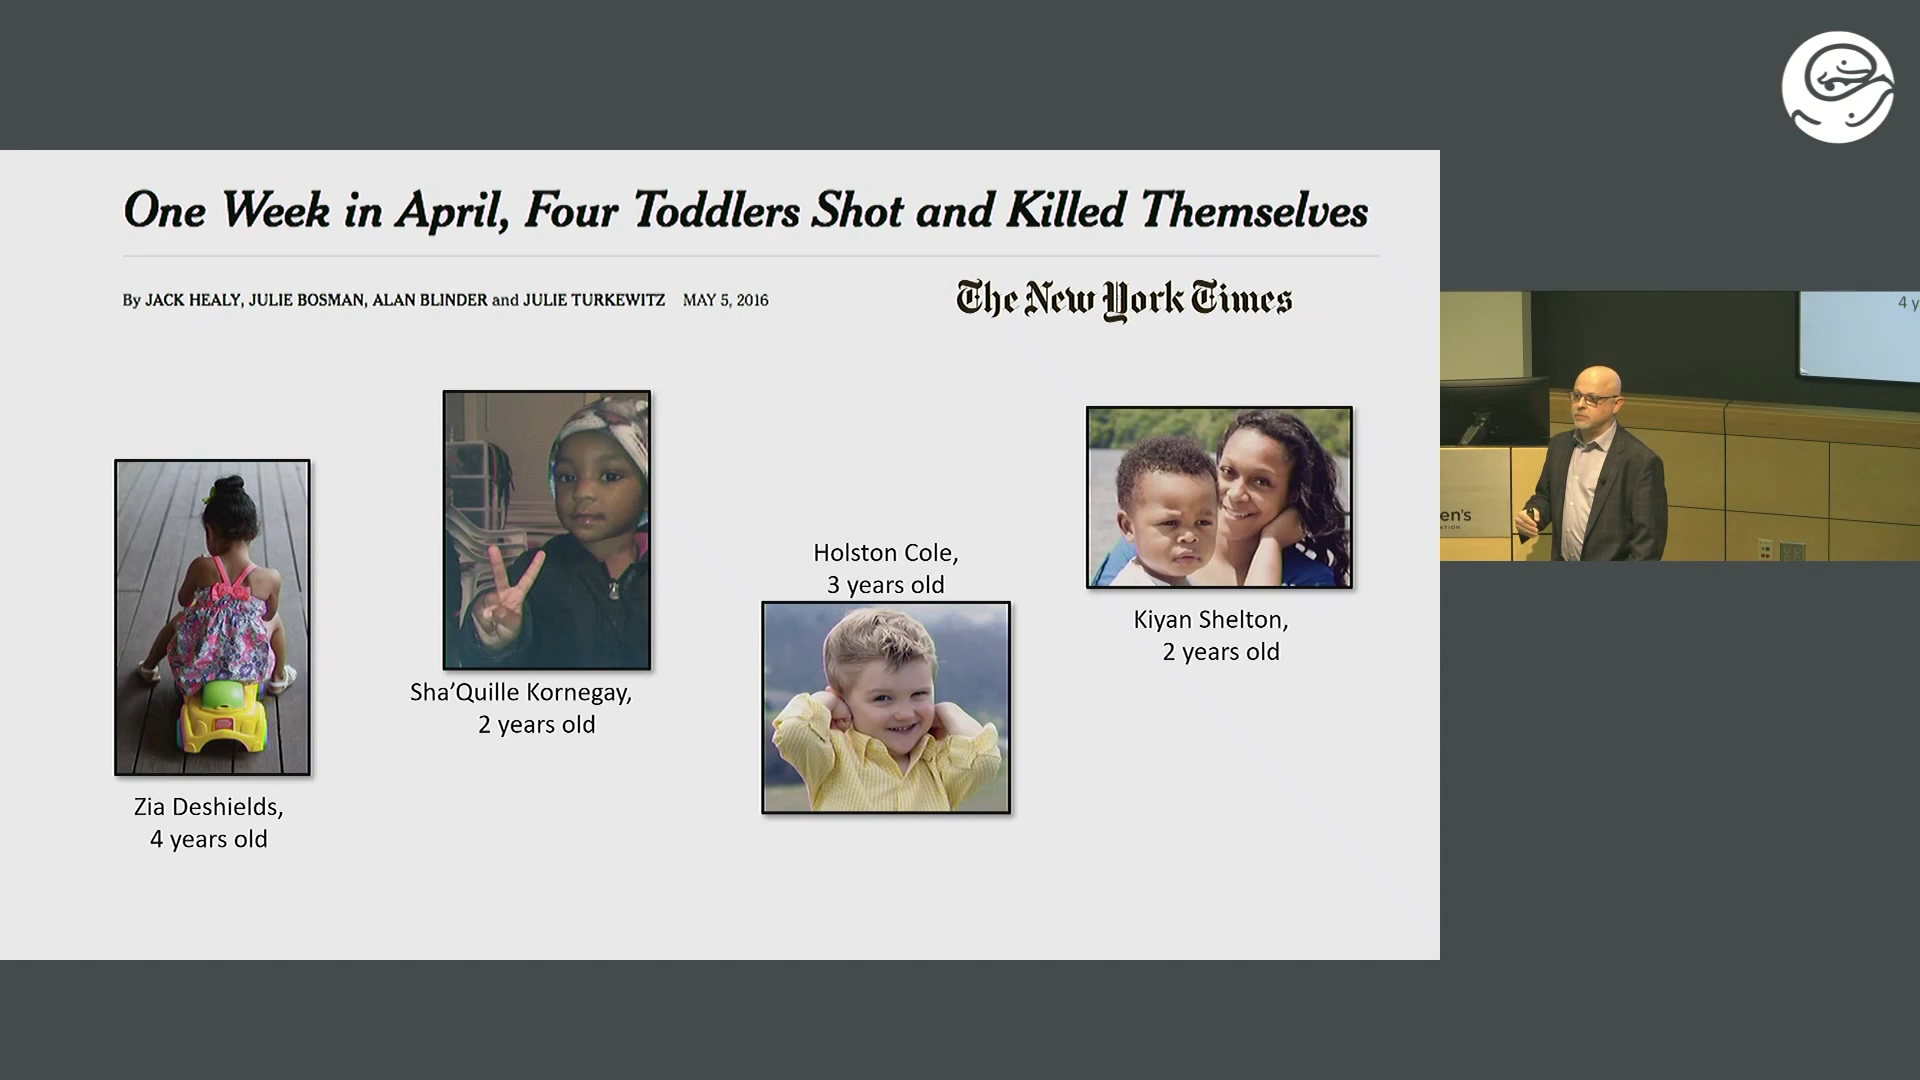 One Week in April, Four Toddlers Shot and Killed Themselves
By JACK HEALY, JULIE BOSMAN, ALAN BLINDER and JULIE TURKEWITZ MAY 5, 2016
The New York Times
Zia Deshields,
4 years old
Sha’Quille Kornegay,
2 years old
Holston Cole,
3 years old
Kiyan Shelton,
2 years old
4 y
en's